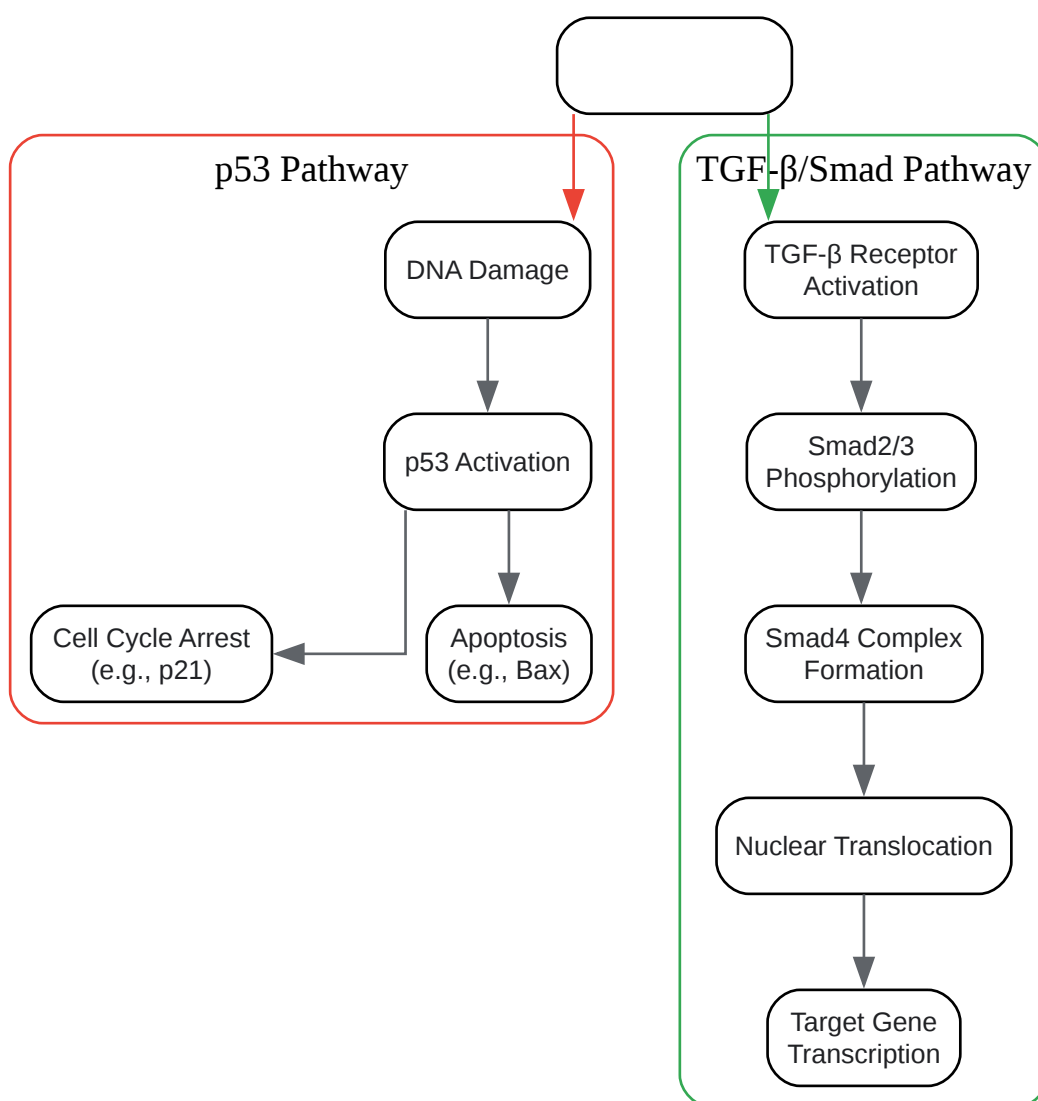 p53 Pathway
TGF-β/Smad Pathway
DNA Damage
TGF-β Receptor
Activation
p53 Activation
Smad2/3
Phosphorylation
Cell Cycle Arrest
(e.g., p21)
Apoptosis
(e.g., Bax)
Smad4 Complex
Formation
Nuclear Translocation
Target Gene
Transcription